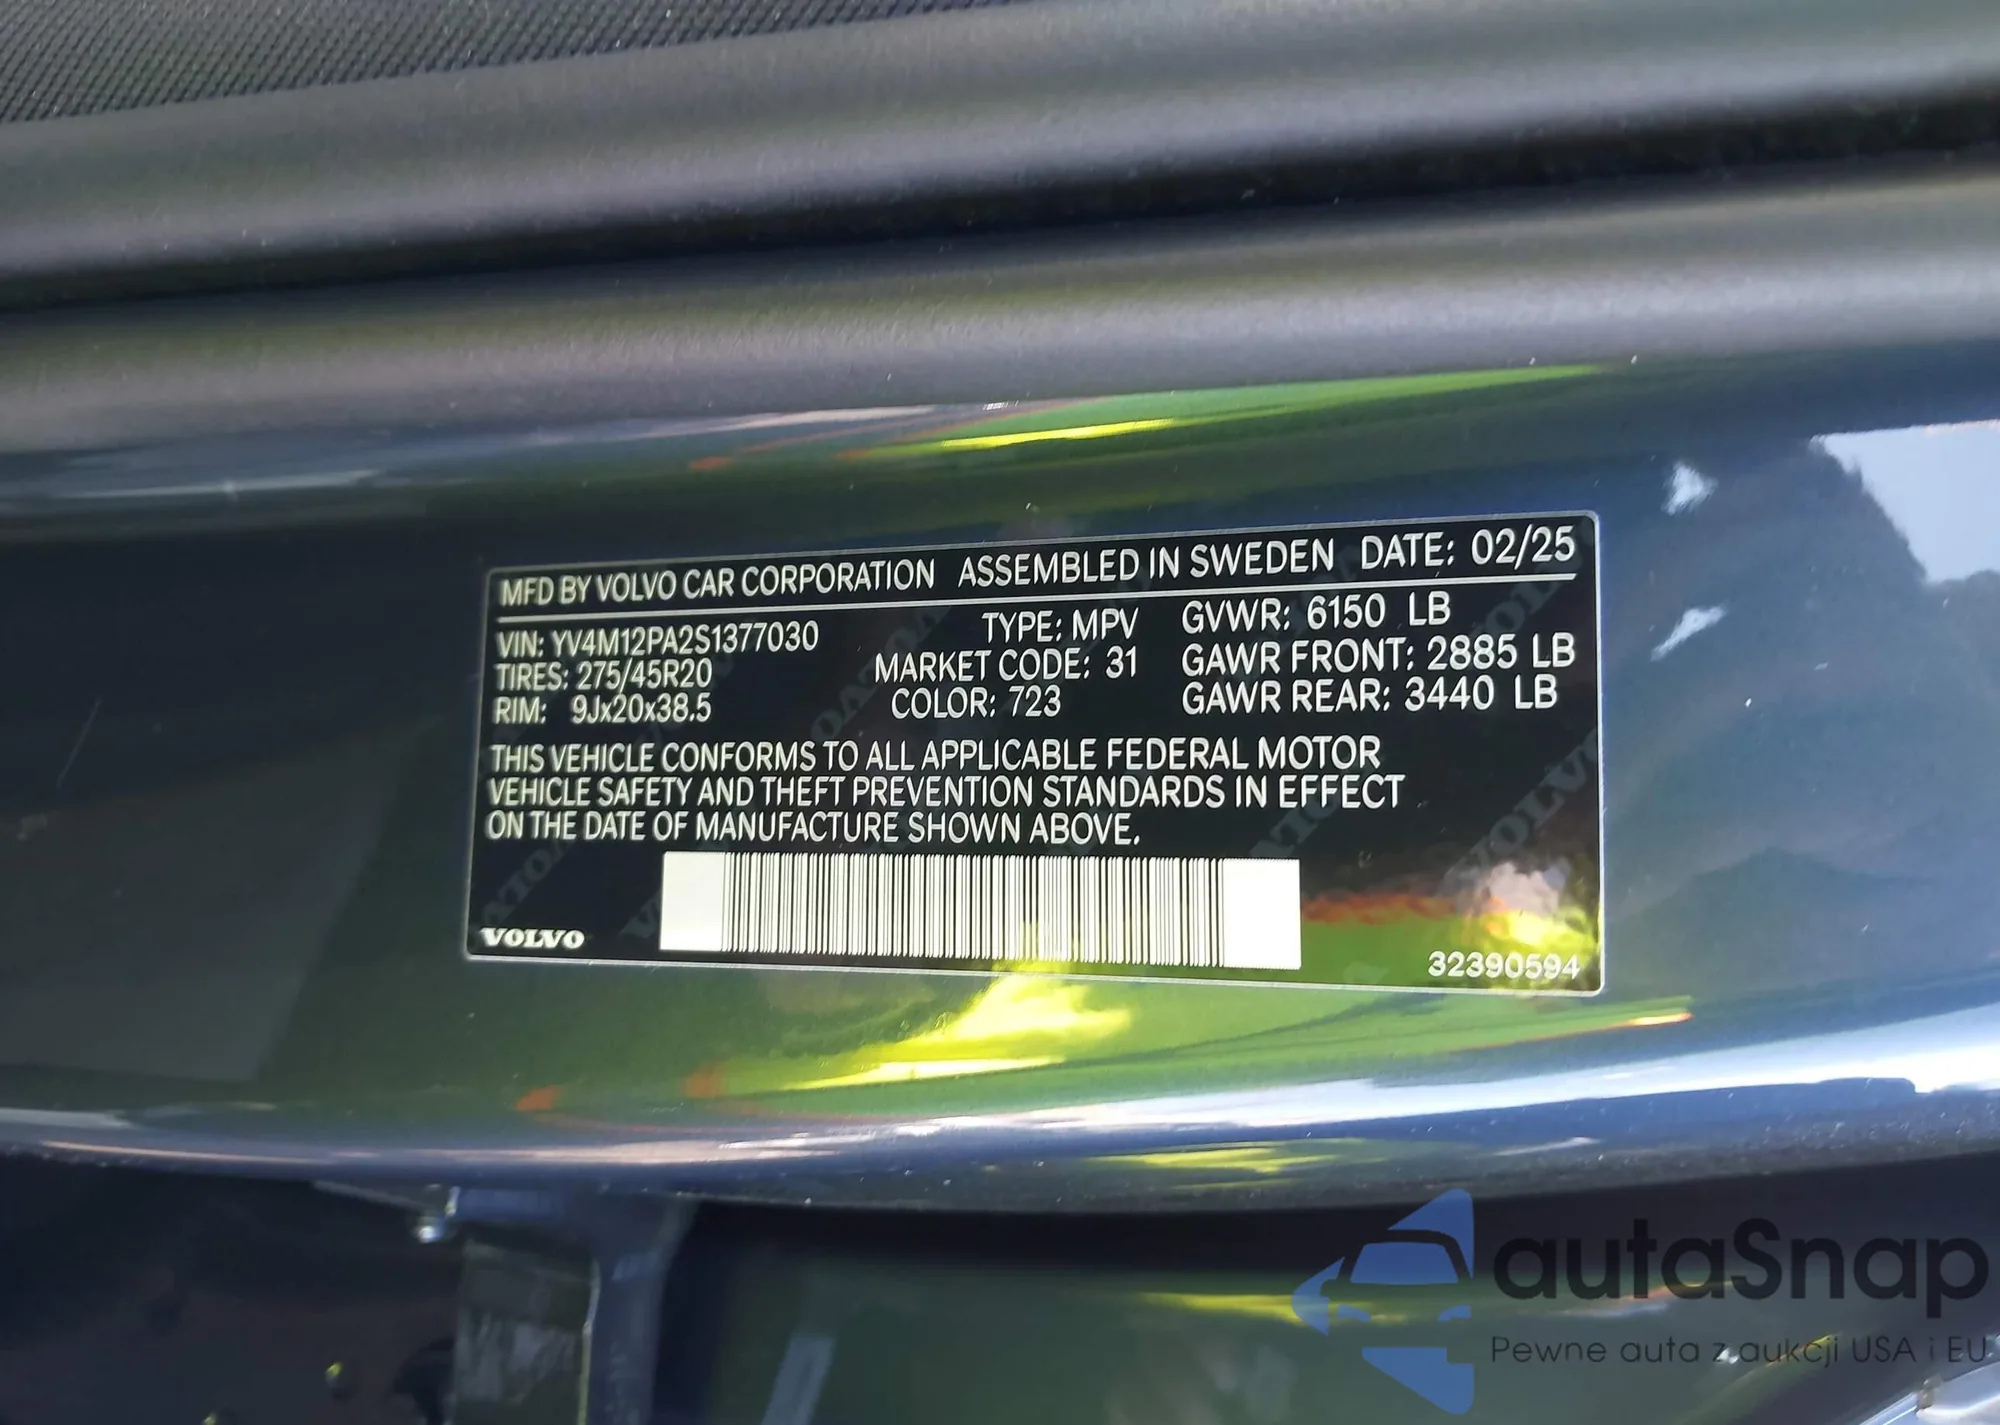 MFD BY VOLVO CAR CORPORATION ASSEMBLED IN SWEDEN DATE: 02/25
VIN: YV4M12PA2S1377030 TYPE: MPV GVWR: 6150 LB
TIRES: 275/45R20 MARKET CODE: 31 GAWR FRONT: 2885 LB
RIM: 9Jx20x38.5 COLOR: 723 GAWR REAR: 3440 LB
THIS VEHICLE CONFORMS TO ALL APPLICABLE FEDERAL MOTOR
VEHICLE SAFETY AND THEFT PREVENTION STANDARDS IN EFFECT
ON THE DATE OF MANUFACTURE SHOWN ABOVE.
VOLVO 32390594
autaSnap
Pewne auta z aukcji USA i EU